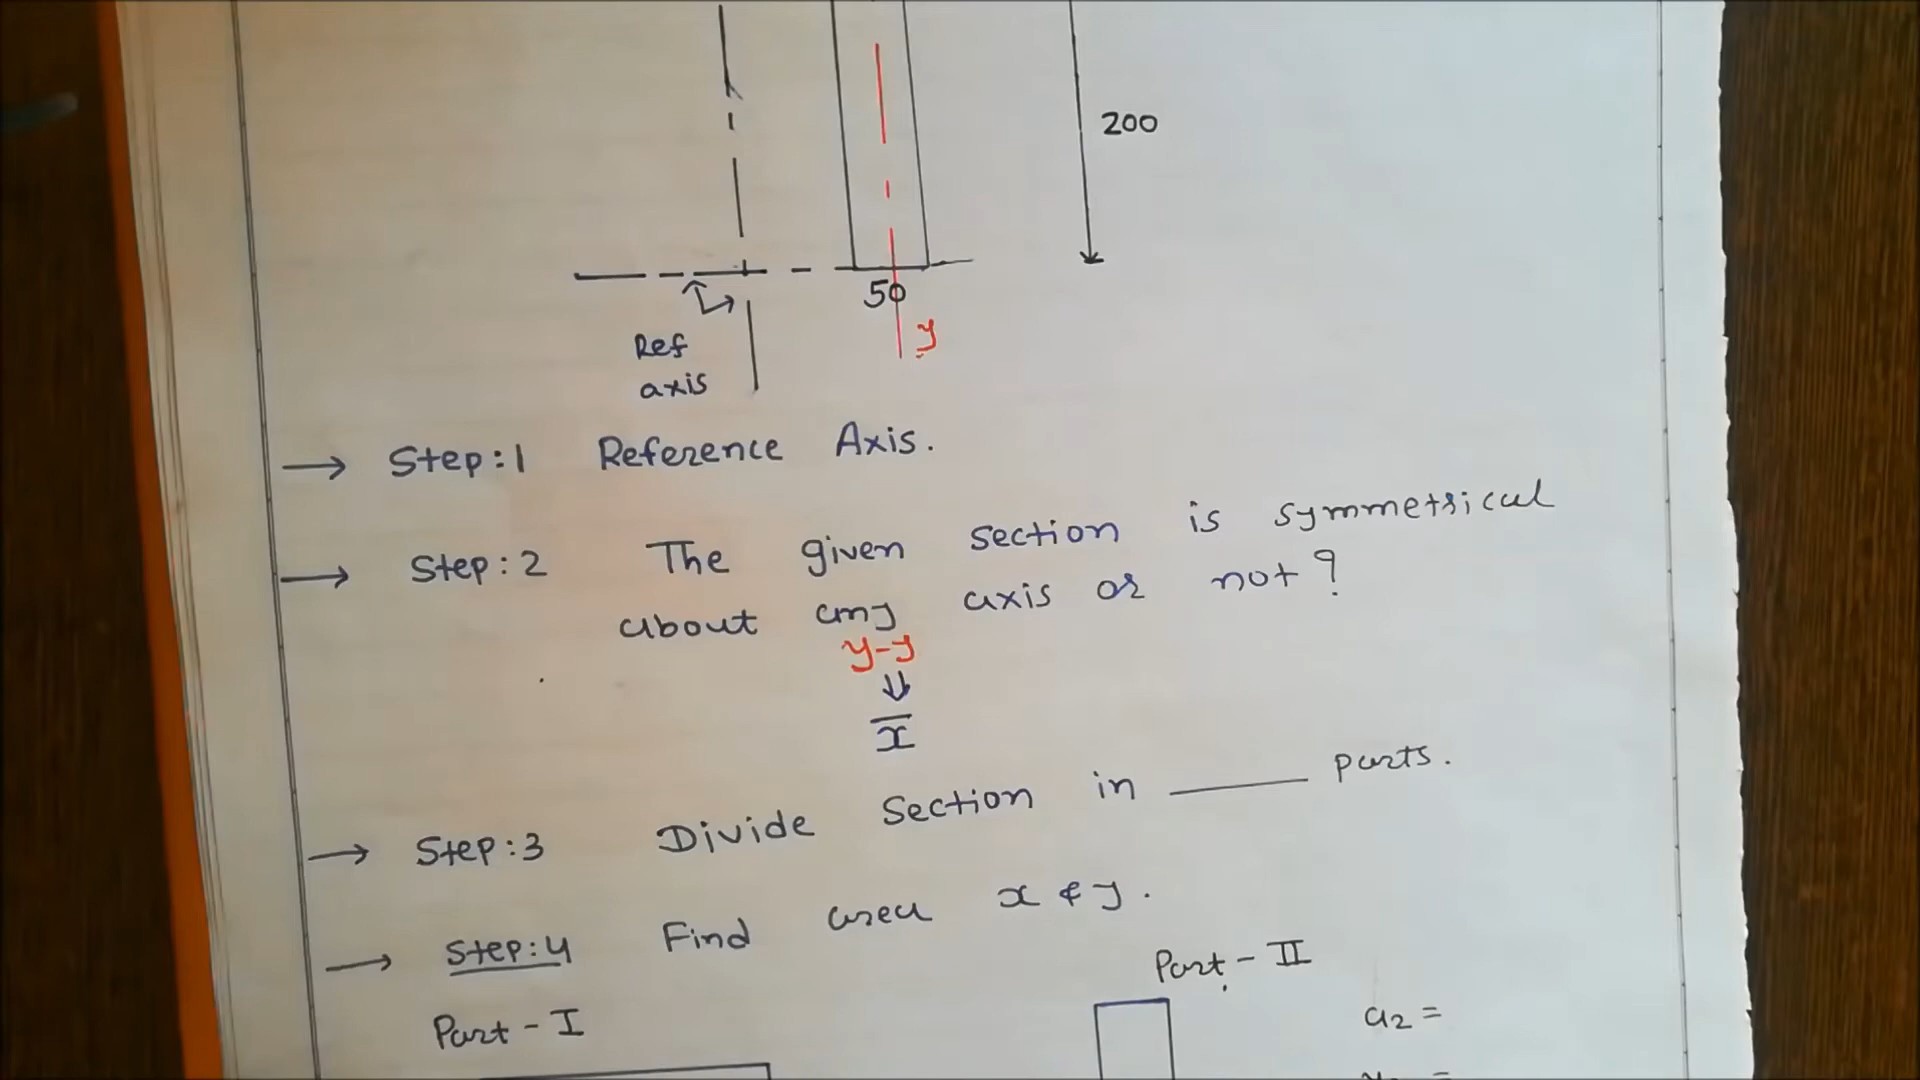 200
50
y
Ref
axis
→ Step:1 Reference Axis.
→ Step:2 The given section is symmetrical
about any axis or not?
y-y
⇓
x̅
→ Step:3 Divide Section in ______ parts.
→ Step:4 Find area x & y.
Part - I
Part - II
a₂ =